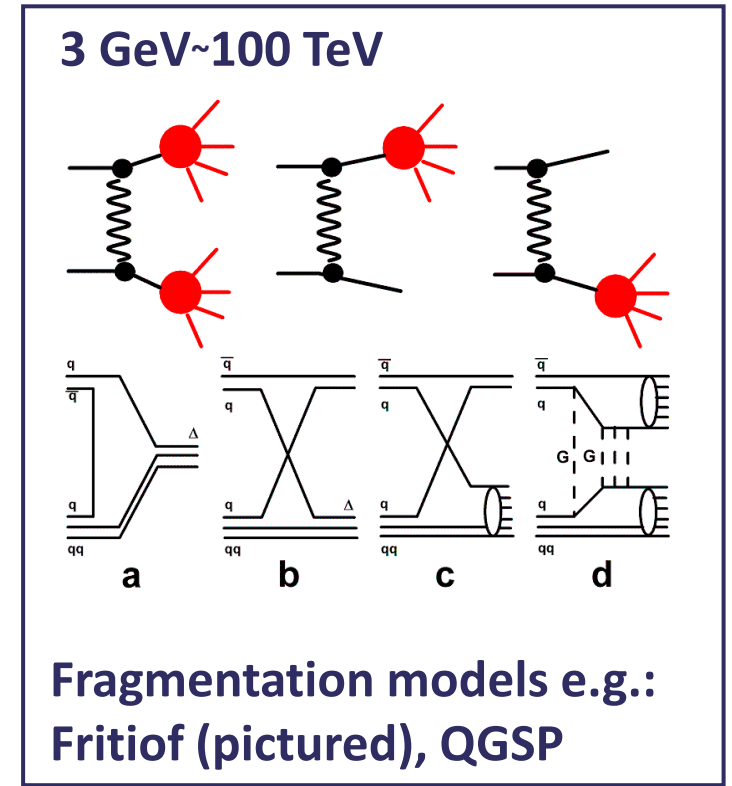 3 GeV~100 TeV
q q̅ q̅ q̅
q̅ q q q
Δ
G G
q q q q
Δ
qq qq qq qq
a b c d
Fragmentation models e.g.:
Fritiof (pictured), QGSP